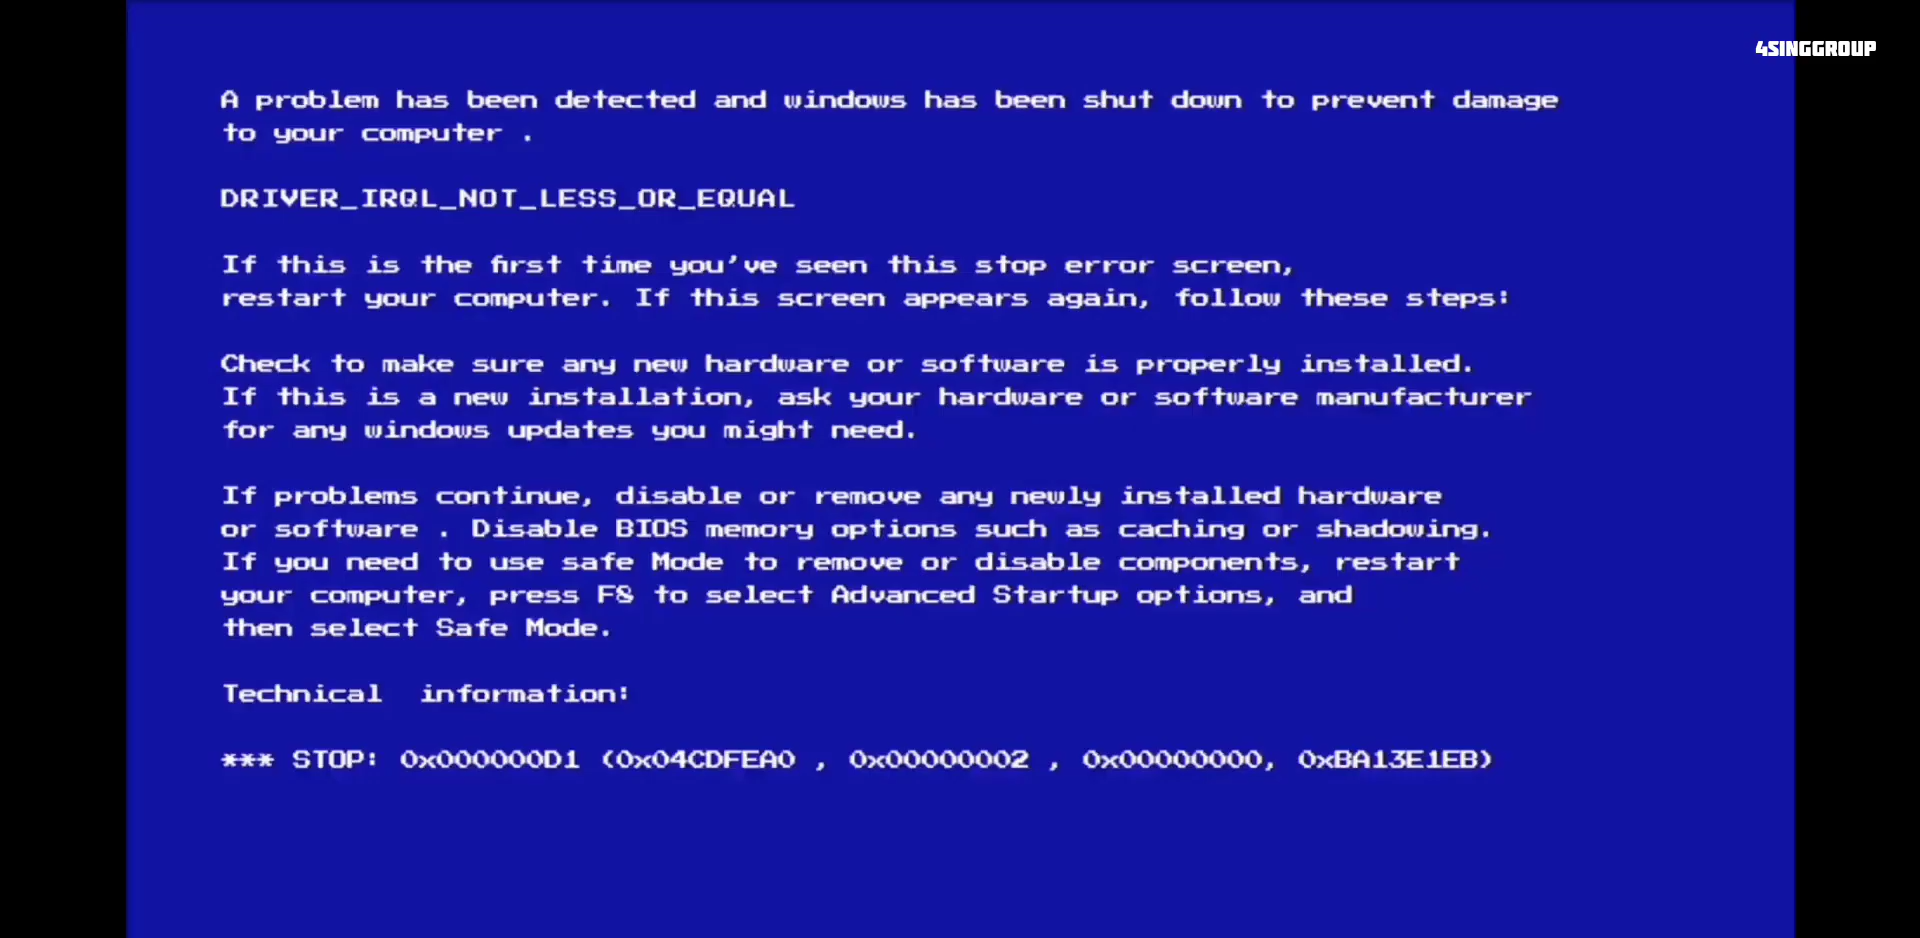 4SINGGROUP
A problem has been detected and windows has been shut down to prevent damage
to your computer .
DRIVER_IRQL_NOT_LESS_OR_EQUAL
If this is the first time you've seen this stop error screen,
restart your computer. If this screen appears again, follow these steps:
Check to make sure any new hardware or software is properly installed.
If this is a new installation, ask your hardware or software manufacturer
for any windows updates you might need.
If problems continue, disable or remove any newly installed hardware
or software . Disable BIOS memory options such as caching or shadowing.
If you need to use safe Mode to remove or disable components, restart
your computer, press F8 to select Advanced Startup options, and
then select Safe Mode.
Technical information:
*** STOP: 0x000000D1 (0x04CDFEA0 , 0x00000002 , 0x00000000, 0xBA13E1EB)